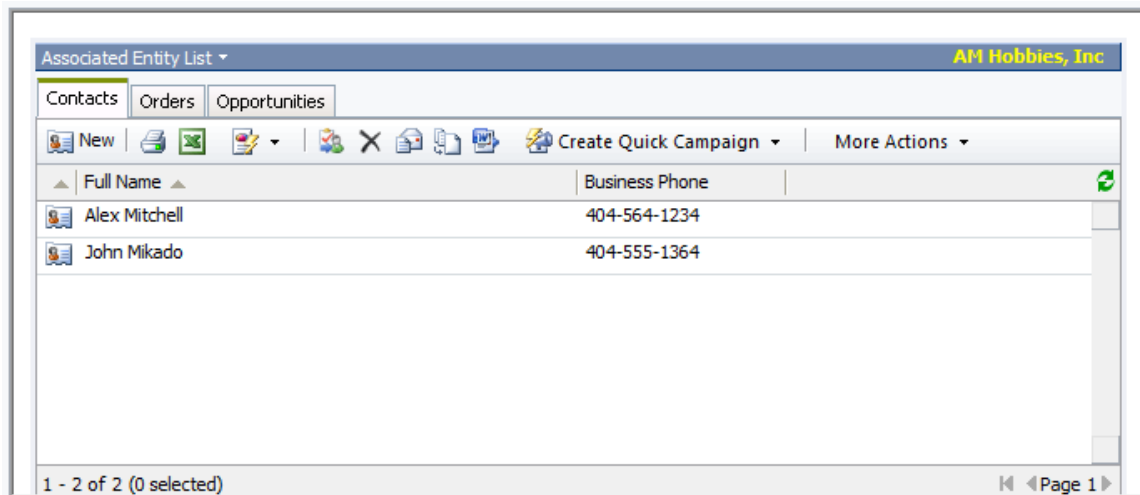 Associated Entity List AM Hobbies, Inc
Contacts Orders Opportunities
New Create Quick Campaign More Actions
Full Name Business Phone
Alex Mitchell 404-564-1234
John Mikado 404-555-1364
1 - 2 of 2 (0 selected) Page 1